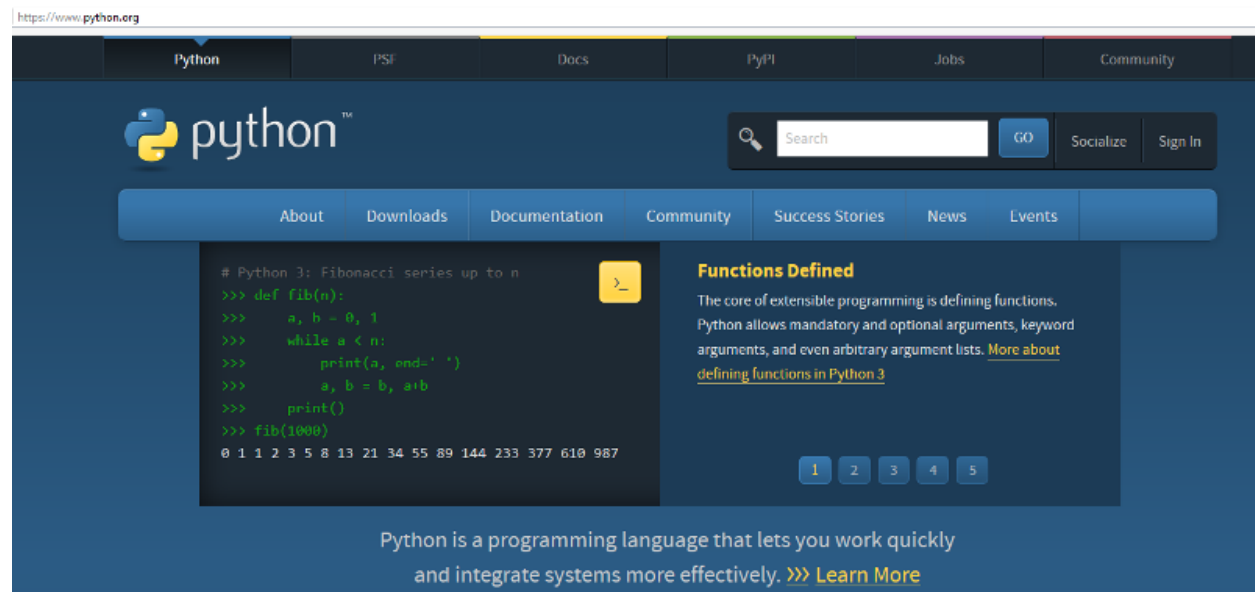 https://www.python.org
Python PSF Docs PyPI Jobs Community
python™
Search GO Socialize Sign In
About Downloads Documentation Community Success Stories News Events
# Python 3: Fibonacci series up to n
>>> def fib(n):
>>>     a, b = 0, 1
>>>     while a < n:
>>>         print(a, end=' ')
>>>         a, b = b, a+b
>>>     print()
>>> fib(1000)
0 1 1 2 3 5 8 13 21 34 55 89 144 233 377 610 987
>_
Functions Defined
The core of extensible programming is defining functions.
Python allows mandatory and optional arguments, keyword
arguments, and even arbitrary argument lists. More about
defining functions in Python 3
1 2 3 4 5
Python is a programming language that lets you work quickly
and integrate systems more effectively. >>> Learn More